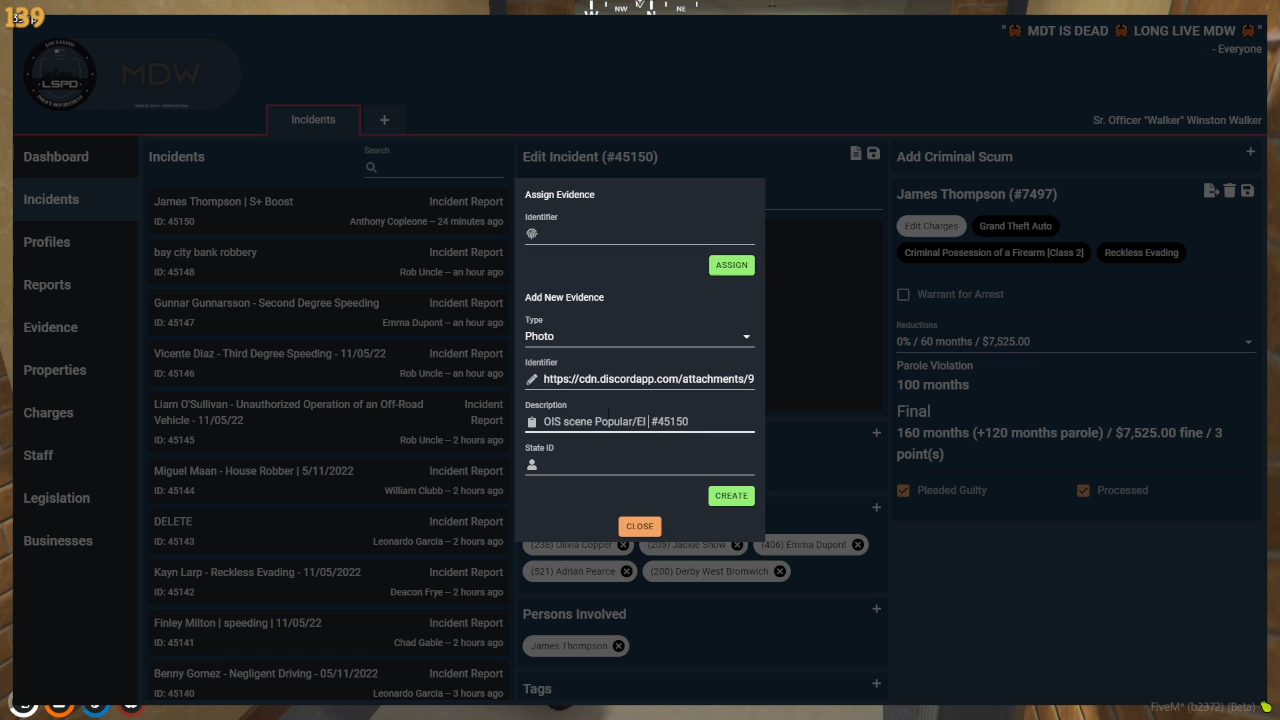 139
NW
NE
" MDT IS DEAD LONG LIVE MDW "
- Everyone
LOS SANTOS
LSPD
POLICE DEPARTMENT
MDW
Incidents
+
Sr. Officer "Walker" Winston Walker
Dashboard
Incidents
Profiles
Reports
Evidence
Properties
Charges
Staff
Legislation
Businesses
Incidents
Search
James Thompson | S+ Boost
Incident Report
ID: 45150
Anthony Copleone – 24 minutes ago
bay city bank robbery
Incident Report
ID: 45148
Rob Uncle – an hour ago
Gunnar Gunnarsson - Second Degree Speeding
Incident Report
ID: 45147
Emma Dupont – an hour ago
Vicente Diaz - Third Degree Speeding - 11/05/22
Incident Report
ID: 45146
Rob Uncle – an hour ago
Liam O'Sullivan - Unauthorized Operation of an Off-Road
Vehicle - 11/05/22
Incident
Report
ID: 45145
Rob Uncle – 2 hours ago
Miguel Maan - House Robber | 5/11/2022
Incident Report
ID: 45144
William Clubb – 2 hours ago
DELETE
Incident Report
ID: 45143
Leonardo Garcia – 2 hours ago
Kayn Larp - Reckless Evading - 11/05/2022
Incident Report
ID: 45142
Deacon Frye – 2 hours ago
Finley Milton | speeding | 11/05/22
Incident Report
ID: 45141
Chad Gable – 2 hours ago
Benny Gomez - Negligent Driving - 05/11/2022
Incident Report
ID: 45140
Leonardo Garcia – 3 hours ago
Edit Incident (#45150)
Assign Evidence
Identifier
ASSIGN
Add New Evidence
Type
Photo
Identifier
https://cdn.discordapp.com/attachments/9
Description
OIS scene Popular/El #45150
State ID
CREATE
CLOSE
(238) Olivia Copper
(205) Jackie Snow
(406) Emma Dupont
(521) Adrian Pearce
(200) Derby West Bromwich
Persons Involved
James Thompson
Tags
Add Criminal Scum
James Thompson (#7497)
Edit Charges
Grand Theft Auto
Criminal Possession of a Firearm [Class 2]
Reckless Evading
Warrant for Arrest
Reductions
0% / 60 months / $7,525.00
Parole Violation
100 months
Final
160 months (+120 months parole) / $7,525.00 fine / 3
point(s)
Pleaded Guilty
Processed
FiveM* (b2372) (Beta)